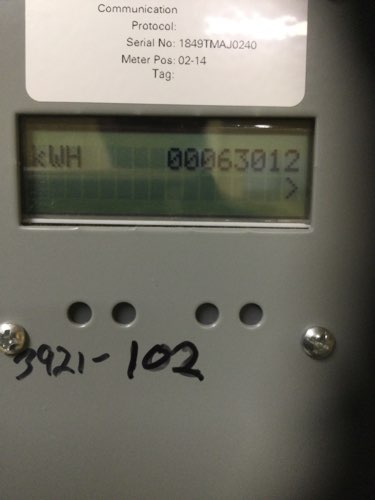 Communication
Protocol:
Serial No: 1849TMAJ0240
Meter Pos: 02-14
Tag:
kWH 00063012
>
3921-102